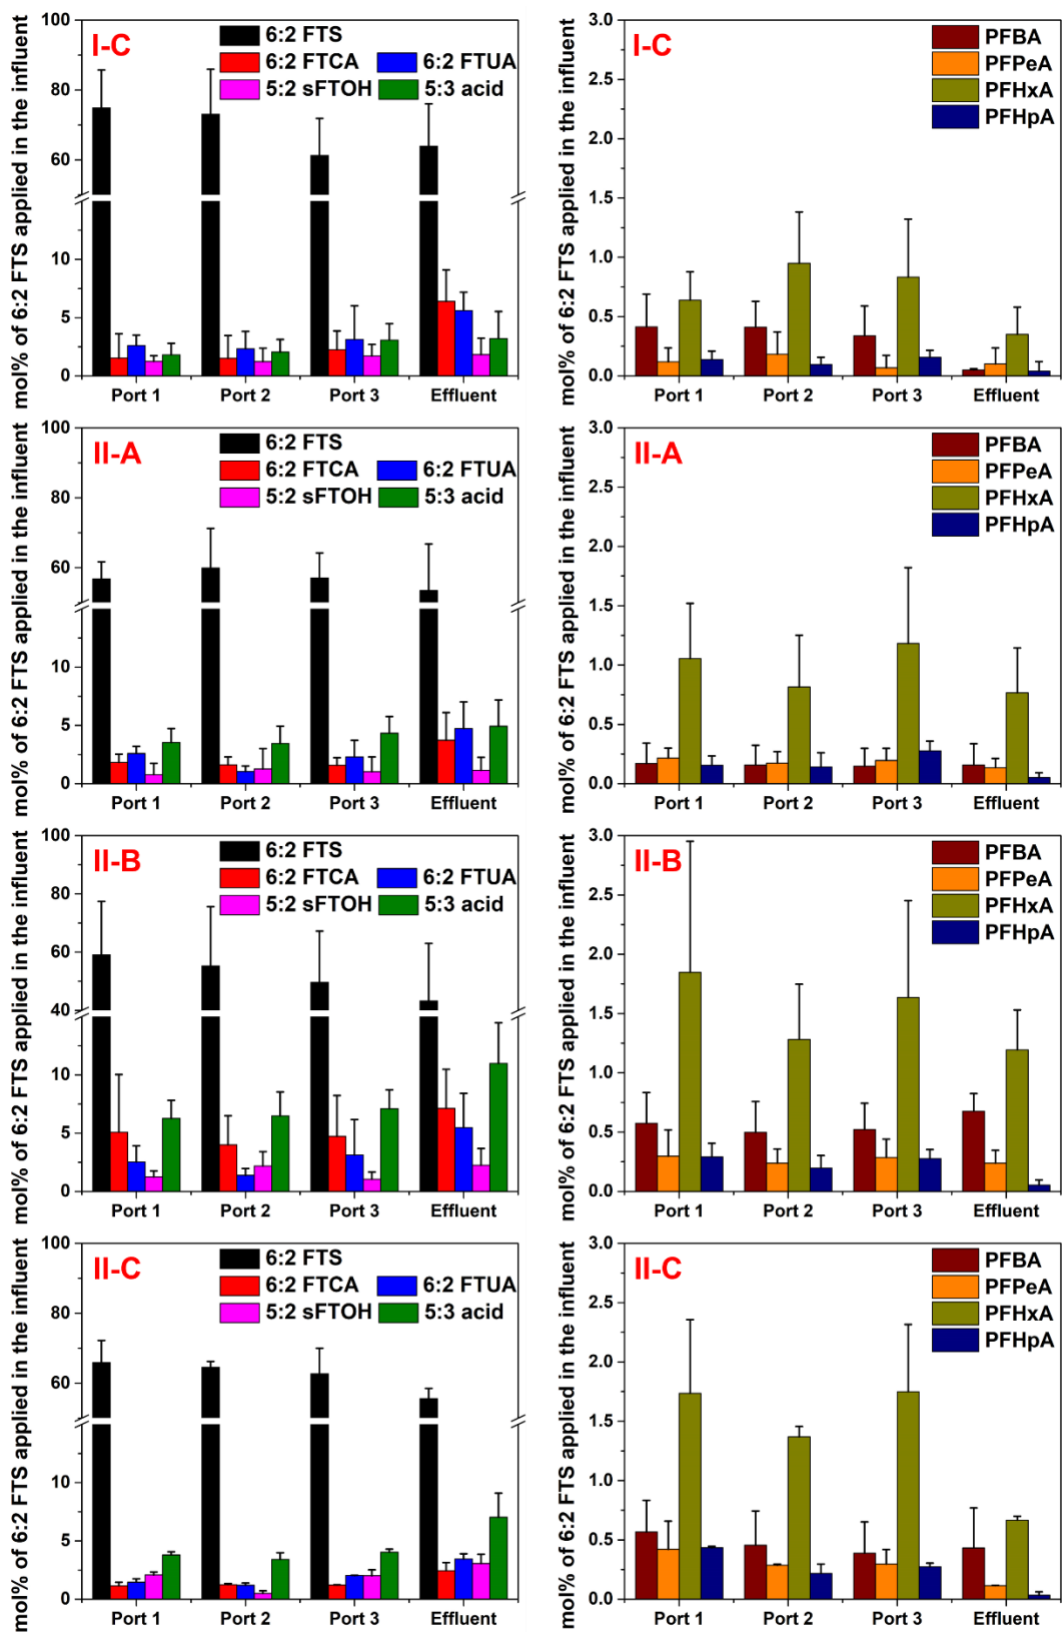 mol% of 6:2 FTS applied in the influent
100
80
60
10
5
0
I-C
6:2 FTS
6:2 FTCA
6:2 FTUA
5:2 sFTOH
5:3 acid
Port 1
Port 2
Port 3
Effluent
mol% of 6:2 FTS applied in the influent
3.0
2.5
2.0
1.5
1.0
0.5
0.0
I-C
PFBA
PFPeA
PFHxA
PFHpA
Port 1
Port 2
Port 3
Effluent
mol% of 6:2 FTS applied in the influent
100
80
60
10
5
0
II-A
6:2 FTS
6:2 FTCA
6:2 FTUA
5:2 sFTOH
5:3 acid
Port 1
Port 2
Port 3
Effluent
mol% of 6:2 FTS applied in the influent
3.0
2.5
2.0
1.5
1.0
0.5
0.0
II-A
PFBA
PFPeA
PFHxA
PFHpA
Port 1
Port 2
Port 3
Effluent
mol% of 6:2 FTS applied in the influent
100
80
60
40
10
5
0
II-B
6:2 FTS
6:2 FTCA
6:2 FTUA
5:2 sFTOH
5:3 acid
Port 1
Port 2
Port 3
Effluent
mol% of 6:2 FTS applied in the influent
3.0
2.5
2.0
1.5
1.0
0.5
0.0
II-B
PFBA
PFPeA
PFHxA
PFHpA
Port 1
Port 2
Port 3
Effluent
mol% of 6:2 FTS applied in the influent
100
80
60
10
5
0
II-C
6:2 FTS
6:2 FTCA
6:2 FTUA
5:2 sFTOH
5:3 acid
Port 1
Port 2
Port 3
Effluent
mol% of 6:2 FTS applied in the influent
3.0
2.5
2.0
1.5
1.0
0.5
0.0
II-C
PFBA
PFPeA
PFHxA
PFHpA
Port 1
Port 2
Port 3
Effluent